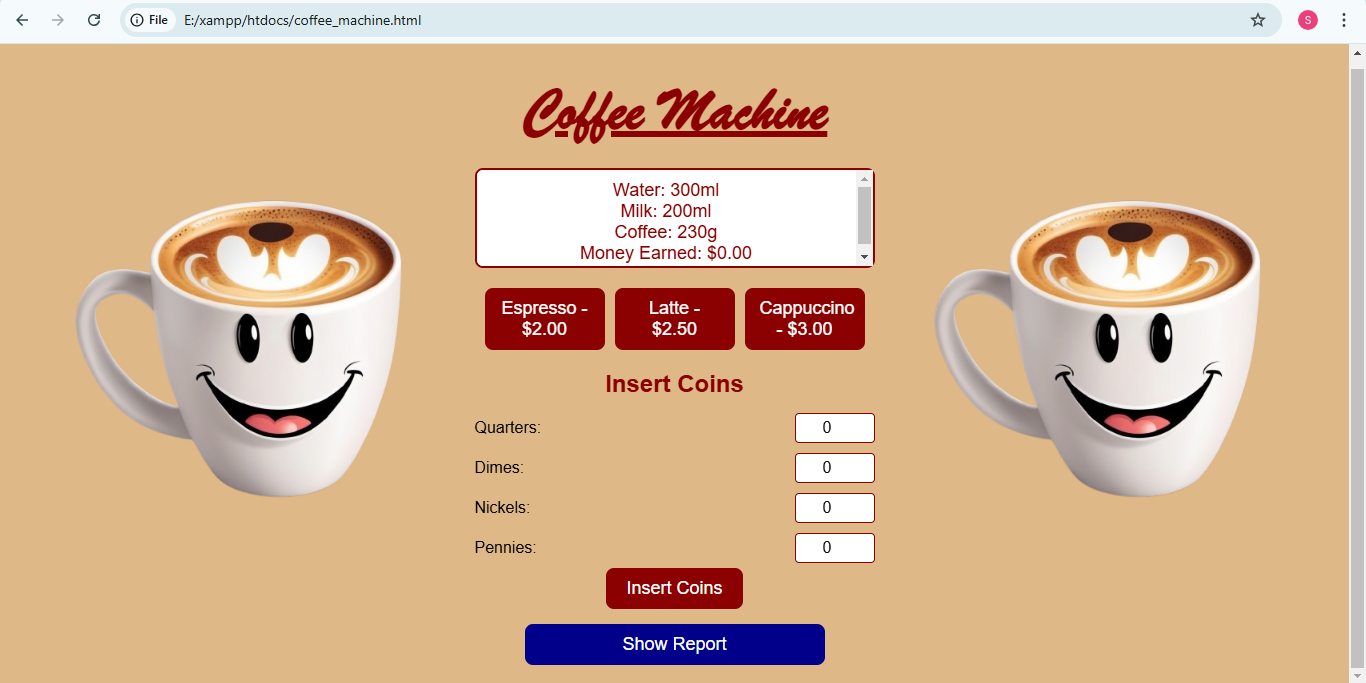 File E:/xampp/htdocs/coffee_machine.html
S
Coffee Machine
Water: 300ml
Milk: 200ml
Coffee: 230g
Money Earned: $0.00
Espresso -
$2.00
Latte -
$2.50
Cappuccino
- $3.00
Insert Coins
Quarters: 0
Dimes: 0
Nickels: 0
Pennies: 0
Insert Coins
Show Report